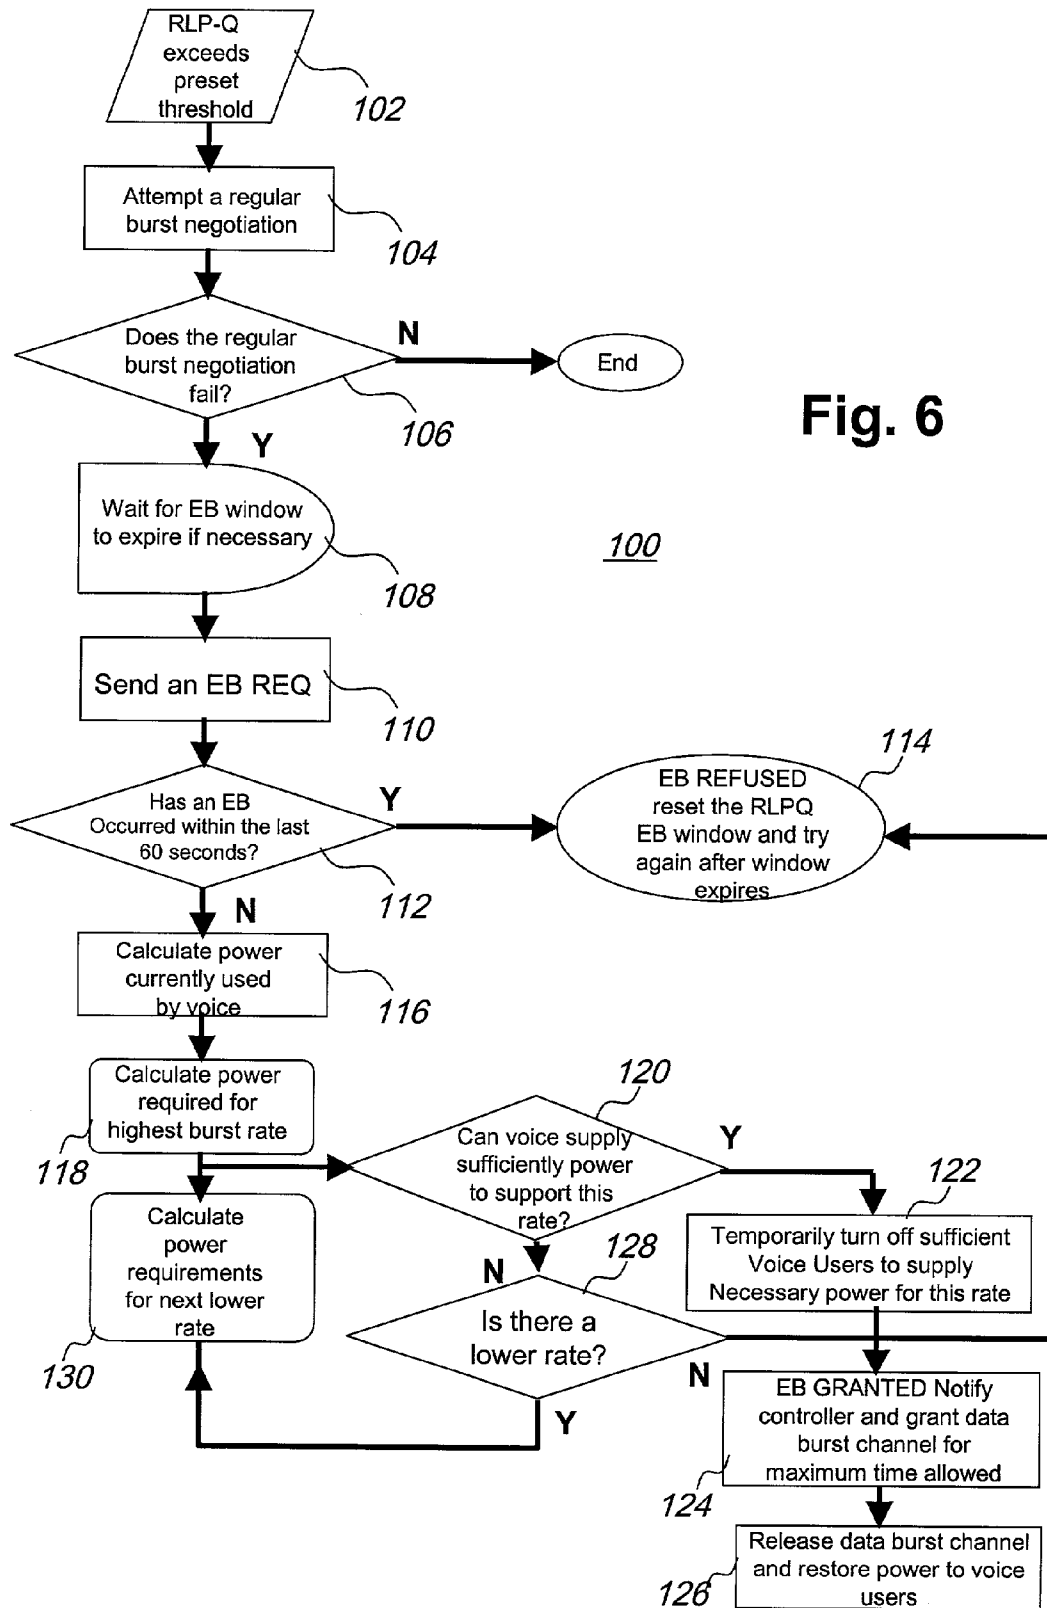 RLP-Q
exceeds
preset
threshold
102
Attempt a regular
burst negotiation
104
Does the regular
burst negotiation
fail?
N
End
106
Fig. 6
Y
Wait for EB window
to expire if necessary
100
108
Send an EB REQ
110
114
Has an EB
Occurred within the last
60 seconds?
Y
EB REFUSED
reset the RLPQ
EB window and try
again after window
expires
112
N
Calculate power
currently used
by voice
116
Calculate power
required for
highest burst rate
118
120
Can voice supply
sufficiently power
to support this
rate?
Y
122
Temporarily turn off sufficient
Voice Users to supply
Necessary power for this rate
Calculate
power
requirements
for next lower
rate
130
N
128
Is there a
lower rate?
N
Y
EB GRANTED Notify
controller and grant data
burst channel for
maximum time allowed
124
Release data burst channel
and restore power to voice
users
126